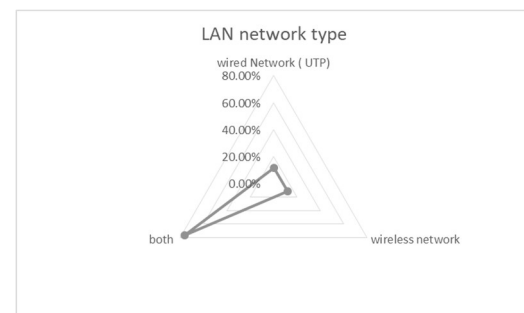 LAN network type
wired Network ( UTP)
80.00%
60.00%
40.00%
20.00%
0.00%
both
wireless network